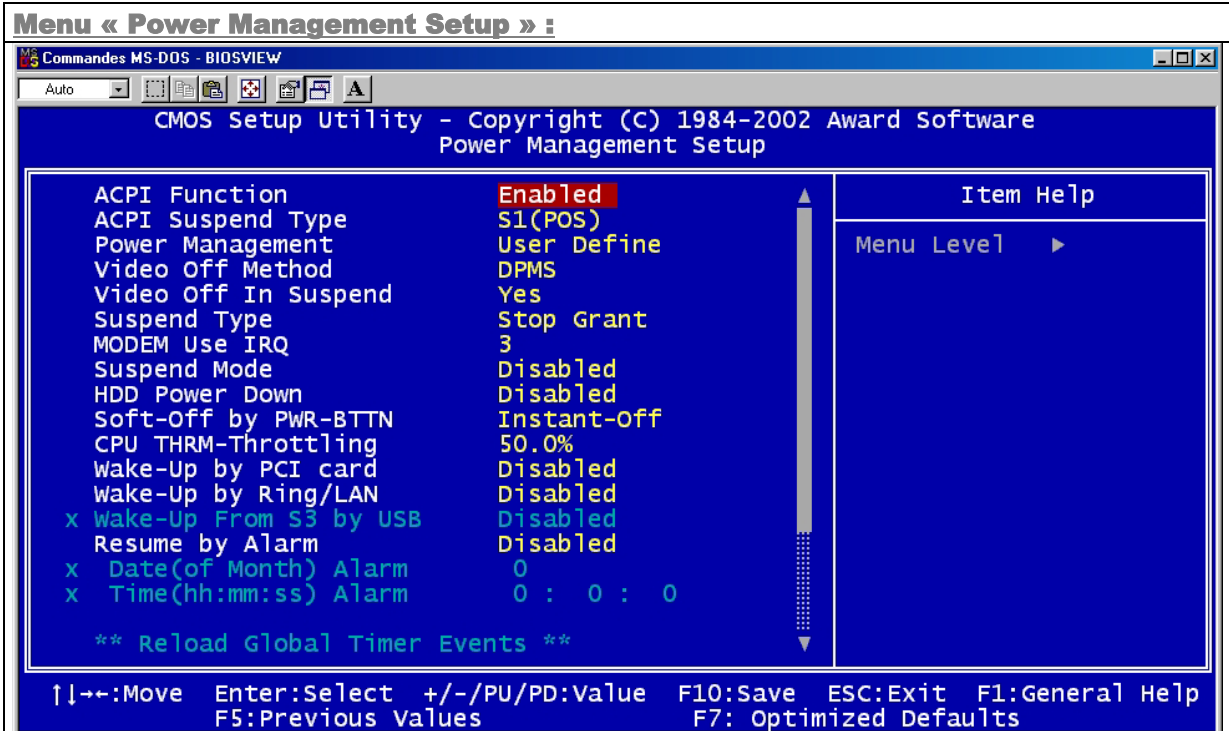 Menu « Power Management Setup » :
Commandes MS-DOS - BIOSVIEW
Auto A
CMOS Setup Utility - Copyright (C) 1984-2002 Award Software
Power Management Setup
ACPI Function Enabled
ACPI Suspend Type S1(POS)
Power Management User Define
Video Off Method DPMS
Video Off In Suspend Yes
Suspend Type Stop Grant
MODEM Use IRQ 3
Suspend Mode Disabled
HDD Power Down Disabled
Soft-Off by PWR-BTTN Instant-Off
CPU THRM-Throttling 50.0%
Wake-Up by PCI card Disabled
Wake-Up by Ring/LAN Disabled
x Wake-Up From S3 by USB Disabled
Resume by Alarm Disabled
x Date(of Month) Alarm 0
x Time(hh:mm:ss) Alarm 0 : 0 : 0
** Reload Global Timer Events **
Item Help
Menu Level ▶
↑↓→←:Move Enter:Select +/-/PU/PD:Value F10:Save ESC:Exit F1:General Help
F5:Previous Values F7: Optimized Defaults